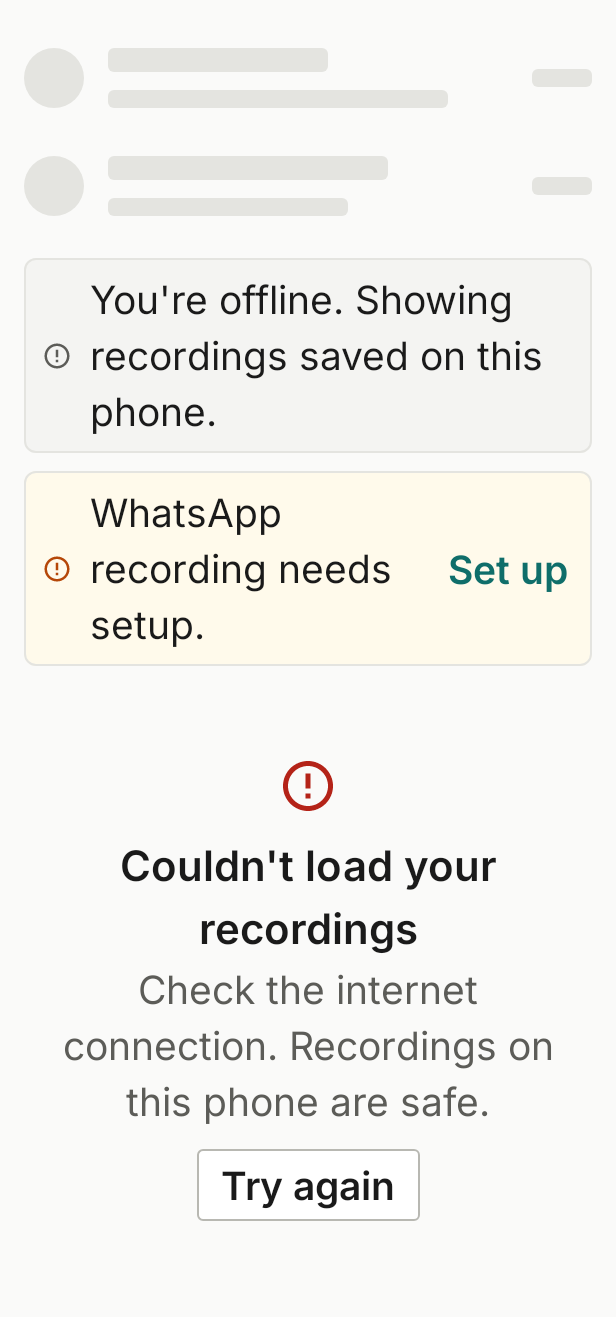 You're offline. Showing
recordings saved on this
phone.
WhatsApp
recording needs
setup.
Set up
Couldn't load your
recordings
Check the internet
connection. Recordings on
this phone are safe.
Try again